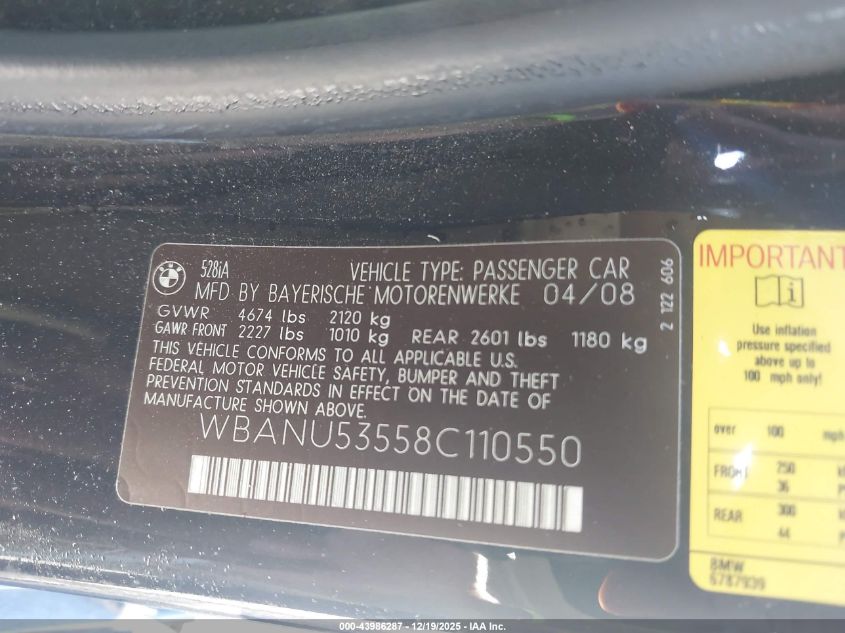 BMW
528iA VEHICLE TYPE: PASSENGER CAR
MFD BY BAYERISCHE MOTORENWERKE 04/08
GVWR 4674 lbs 2120 kg
GAWR FRONT 2227 lbs 1010 kg REAR 2601 lbs 1180 kg
THIS VEHICLE CONFORMS TO ALL APPLICABLE U.S.
FEDERAL MOTOR VEHICLE SAFETY, BUMPER AND THEFT
PREVENTION STANDARDS IN EFFECT ON THE DATE OF
MANUFACTURE SHOWN ABOVE.
WBANU53558C110550
2 122 606
IMPORTANT
Use inflation
pressure specified
above up to
100 mph only!
over 100 mph
FRONT 250
36
REAR 300
44
BMW
6787939
000-43986287 - 12/19/2025 - IAA Inc.